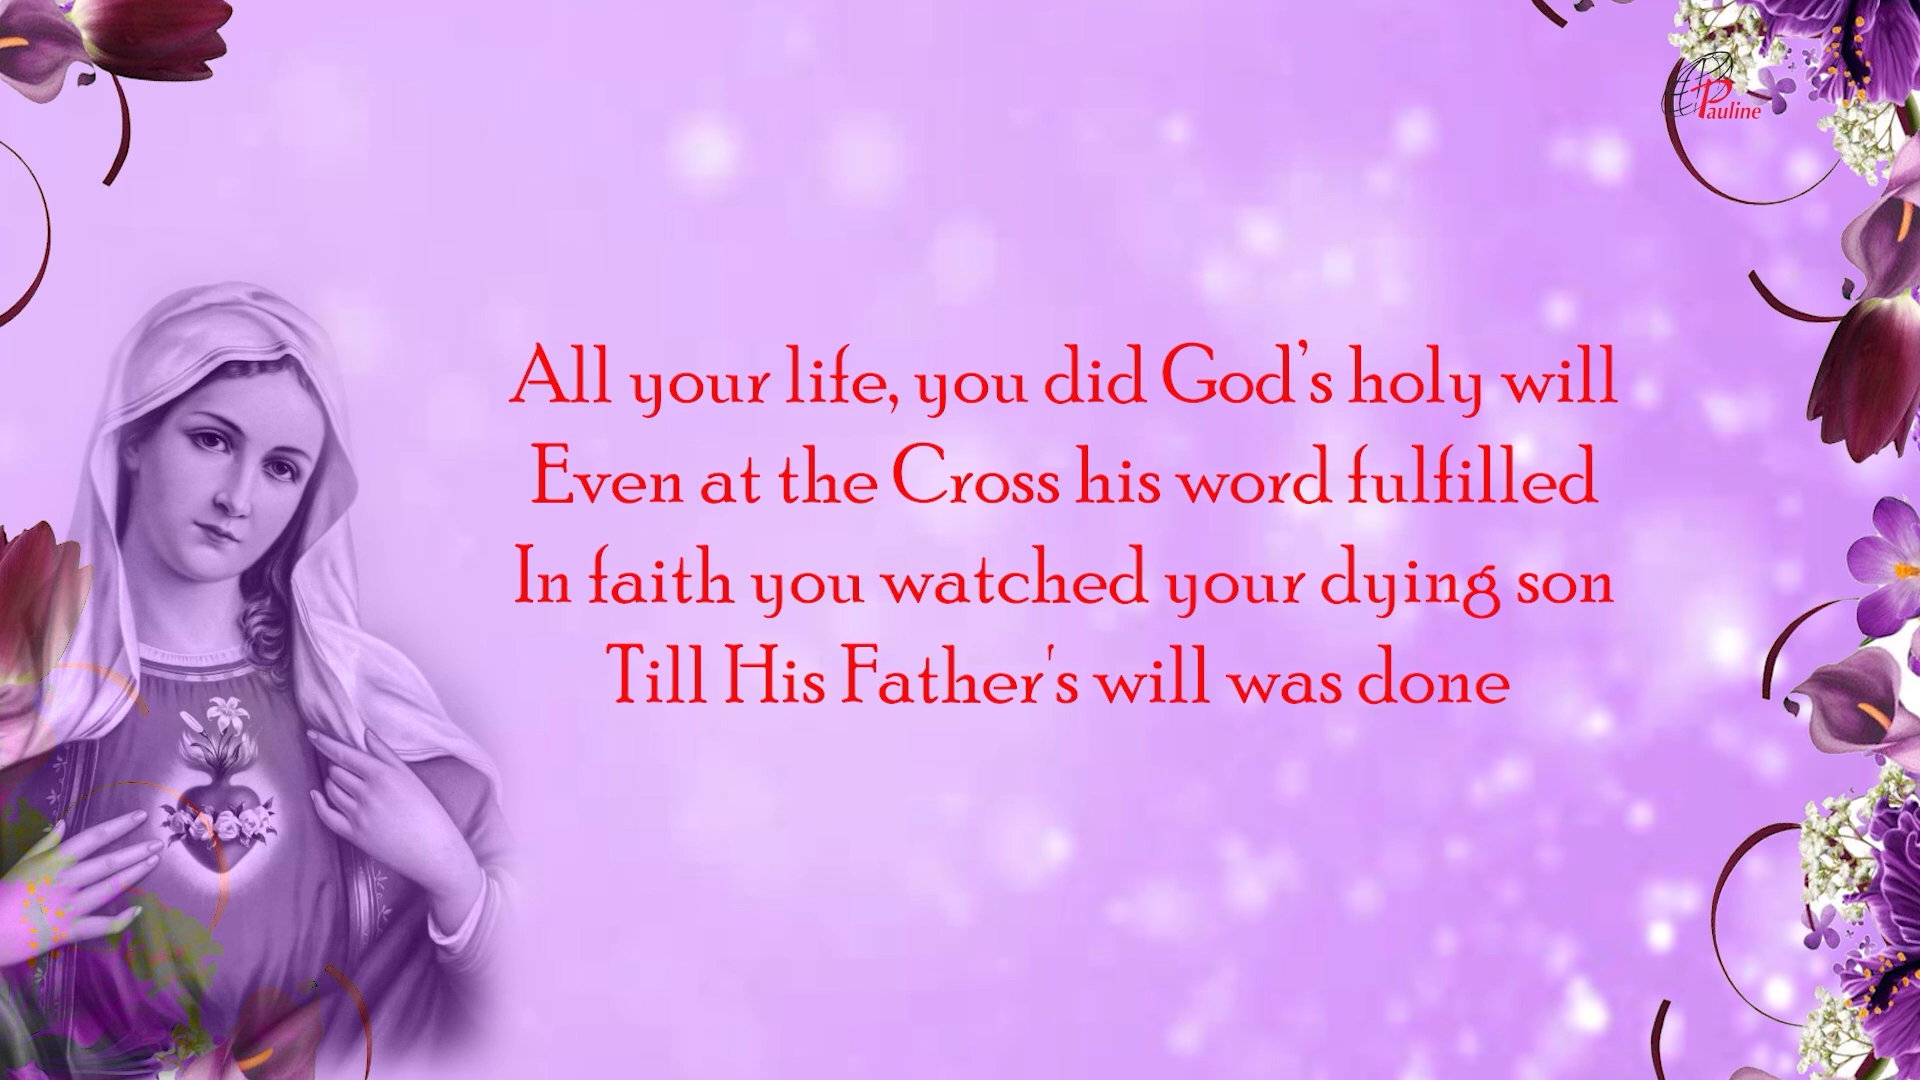 Pauline
All your life, you did God’s holy will
Even at the Cross his word fulfilled
In faith you watched your dying son
Till His Father's will was done